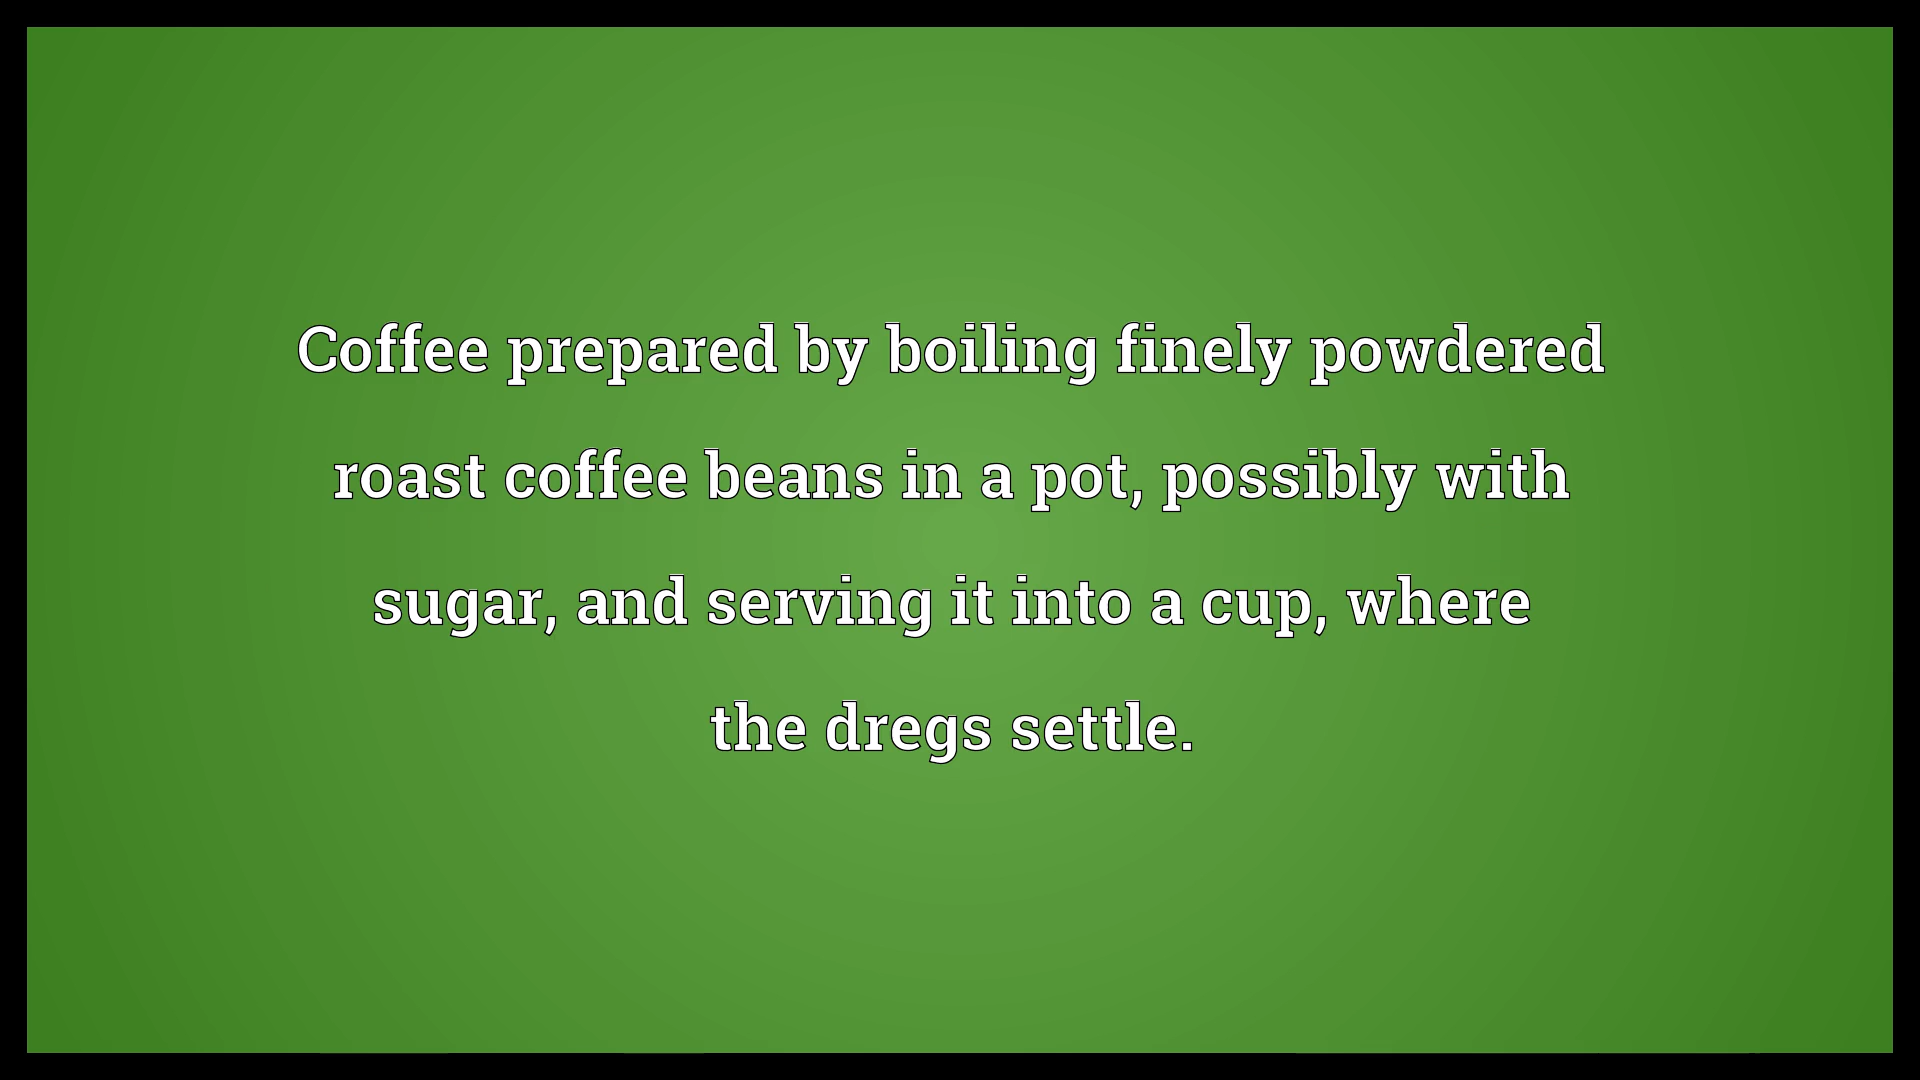 Coffee prepared by boiling finely powdered
roast coffee beans in a pot, possibly with
sugar, and serving it into a cup, where
the dregs settle.